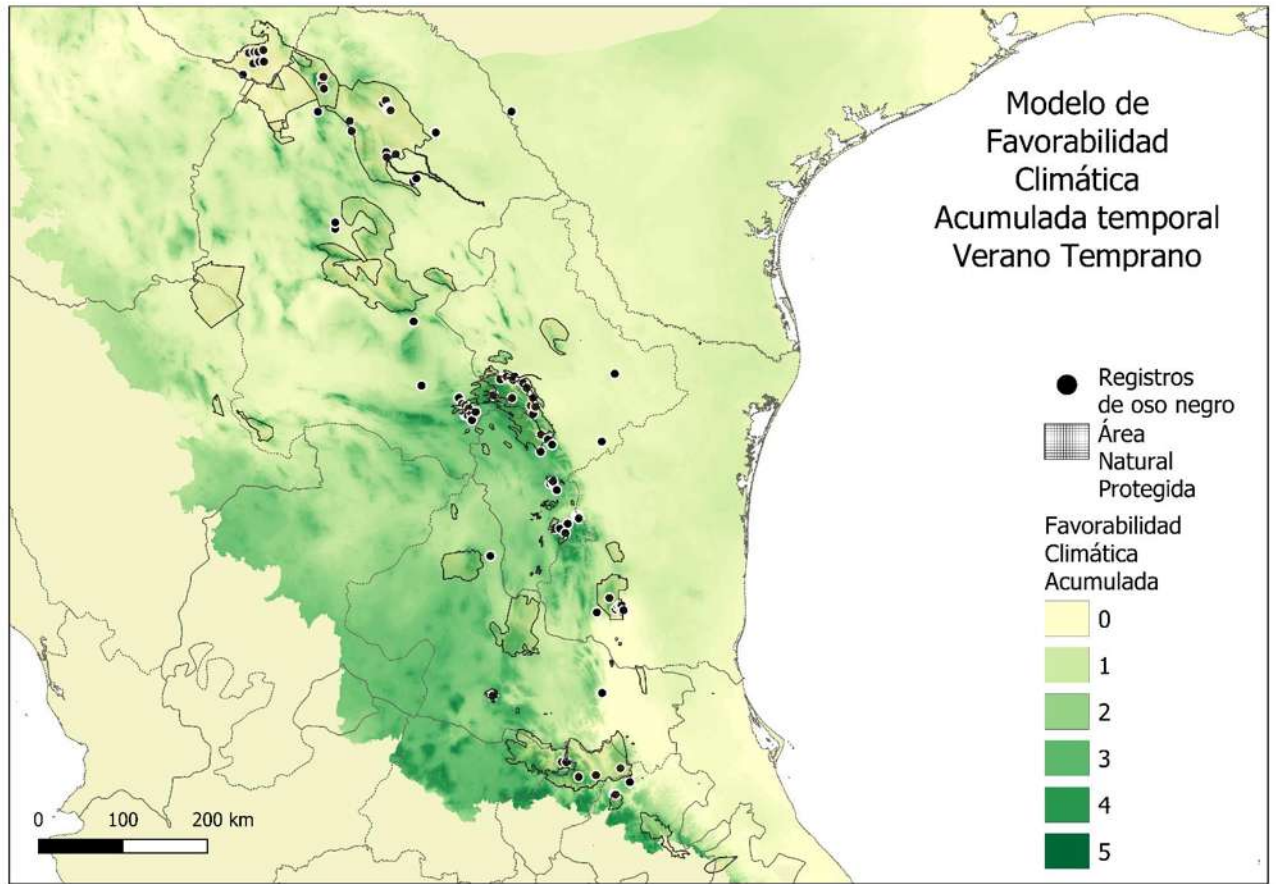 Modelo de
Favorabilidad
Climática
Acumulada temporal
Verano Temprano
Registros
de oso negro
Área
Natural
Protegida
Favorabilidad
Climática
Acumulada
0
1
2
3
4
5
0 100 200 km